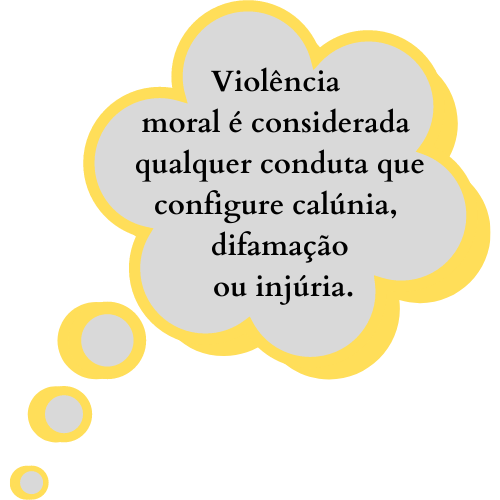 Violência
moral é considerada
qualquer conduta que
configure calúnia,
difamação
ou injúria.